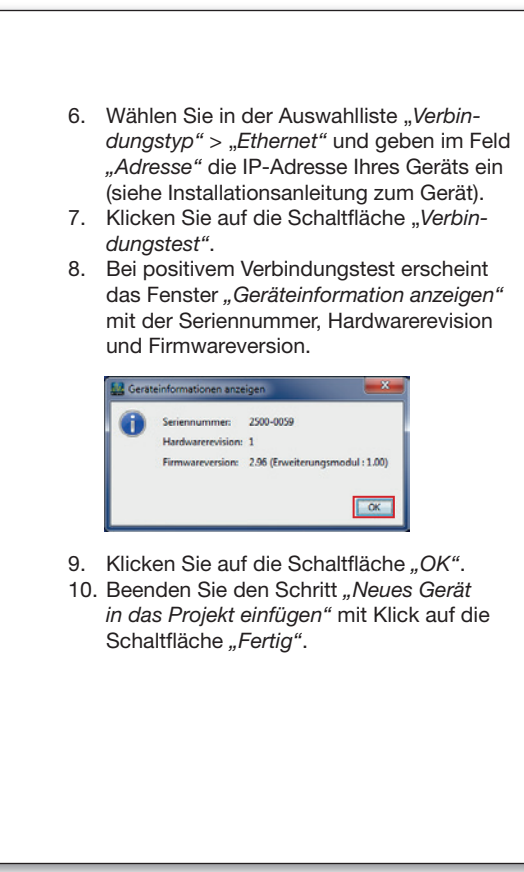 6. Wählen Sie in der Auswahlliste „Verbin-
dungstyp“ > „Ethernet“ und geben im Feld
„Adresse“ die IP-Adresse Ihres Geräts ein
(siehe Installationsanleitung zum Gerät).
7. Klicken Sie auf die Schaltfläche „Verbin-
dungstest“.
8. Bei positivem Verbindungstest erscheint
das Fenster „Geräteinformation anzeigen“
mit der Seriennummer, Hardwarerevision
und Firmwareversion.
Geräteinformationen anzeigen
Seriennummer: 2500-0059
Hardwarerevision: 1
Firmwareversion: 2.96 (Erweiterungsmodul : 1.00)
OK
9. Klicken Sie auf die Schaltfläche „OK“.
10. Beenden Sie den Schritt „Neues Gerät
in das Projekt einfügen“ mit Klick auf die
Schaltfläche „Fertig“.